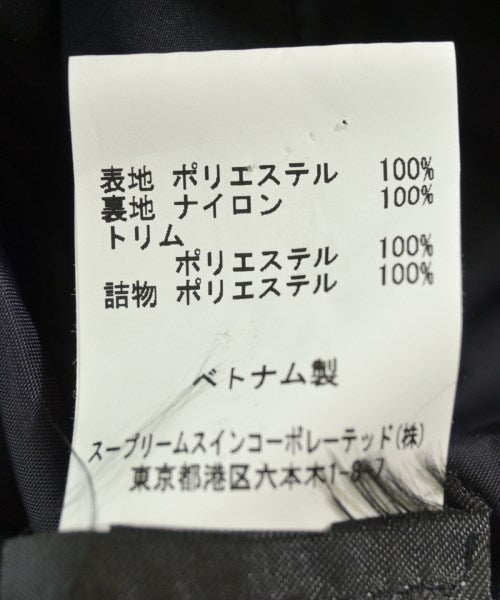 表地 ポリエステル 100%
裏地 ナイロン 100%
トリム
ポリエステル 100%
詰物 ポリエステル 100%
ベトナム製
スープリームスインコーポレーテッド(株)
東京都港区六本木1-8-7